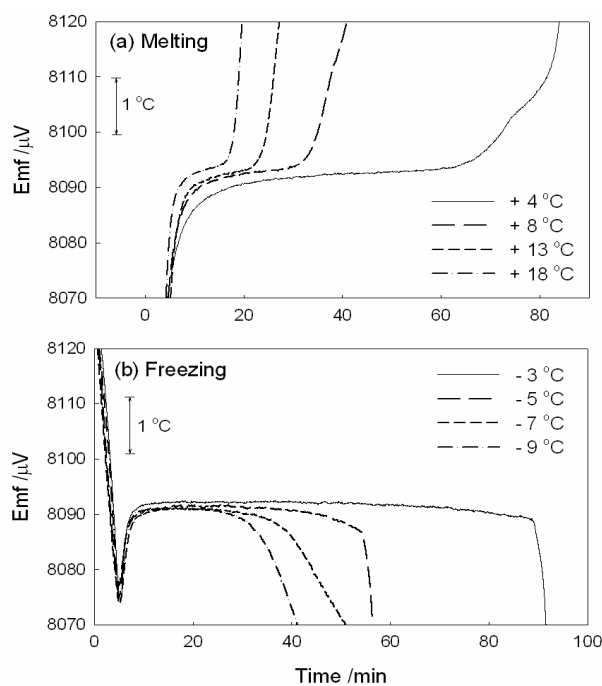 8120
8110
8100
8090
8080
8070
Emf /µV
(a) Melting
1 °C
+ 4 °C
+ 8 °C
+ 13 °C
+ 18 °C
0 20 40 60 80
8120
8110
8100
8090
8080
8070
Emf /µV
(b) Freezing
1 °C
- 3 °C
- 5 °C
- 7 °C
- 9 °C
0 20 40 60 80 100
Time /min